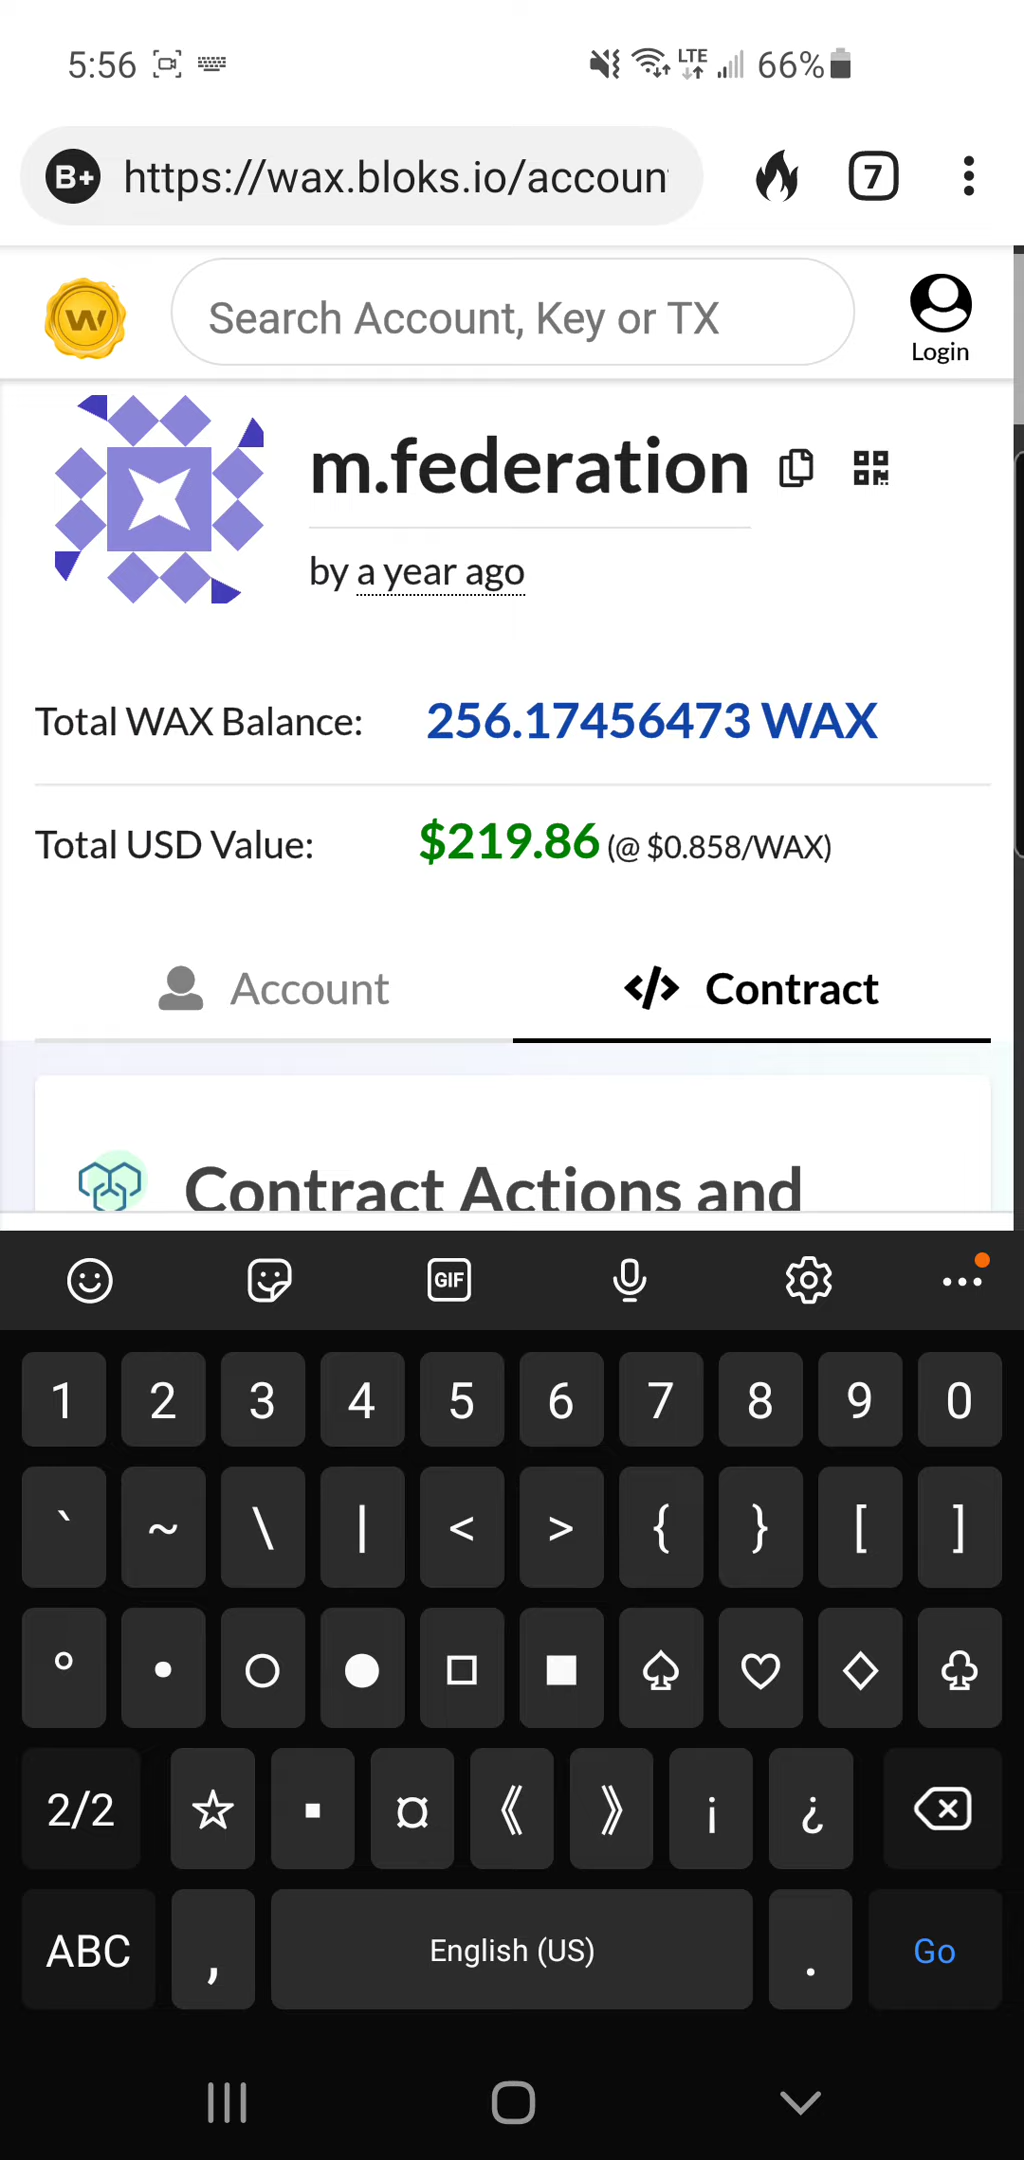 5:56 LTE 66%
B+ https://wax.bloks.io/accoun 7
W Search Account, Key or TX
Login
m.federation
by a year ago
Total WAX Balance: 256.17456473 WAX
Total USD Value: $219.86 (@ $0.858/WAX)
Account </> Contract
Contract Actions and
GIF ...
1 2 3 4 5 6 7 8 9 0
` ~ \ | < > { } [ ]
° • ○ ● □ ■ ♤ ♡ ◇ ♧
2/2 ☆ ▪ ¤ 《 》 ¡ ¿
ABC , English (US) . Go